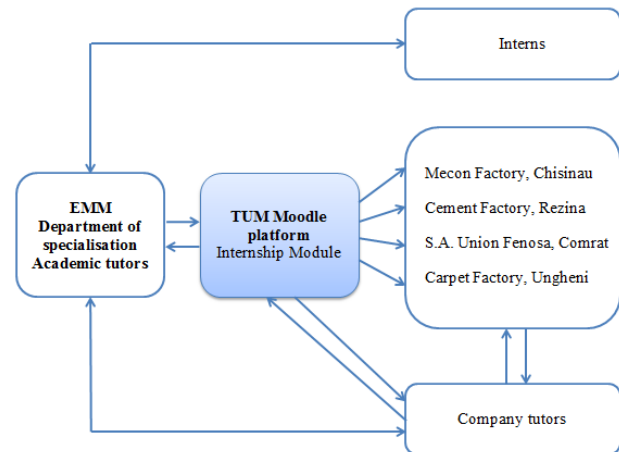 Interns
EMM
Department of
specialisation
Academic tutors
TUM Moodle
platform
Internship Module
Mecon Factory, Chisinau
Cement Factory, Rezina
S.A. Union Fenosa, Comrat
Carpet Factory, Ungheni
Company tutors